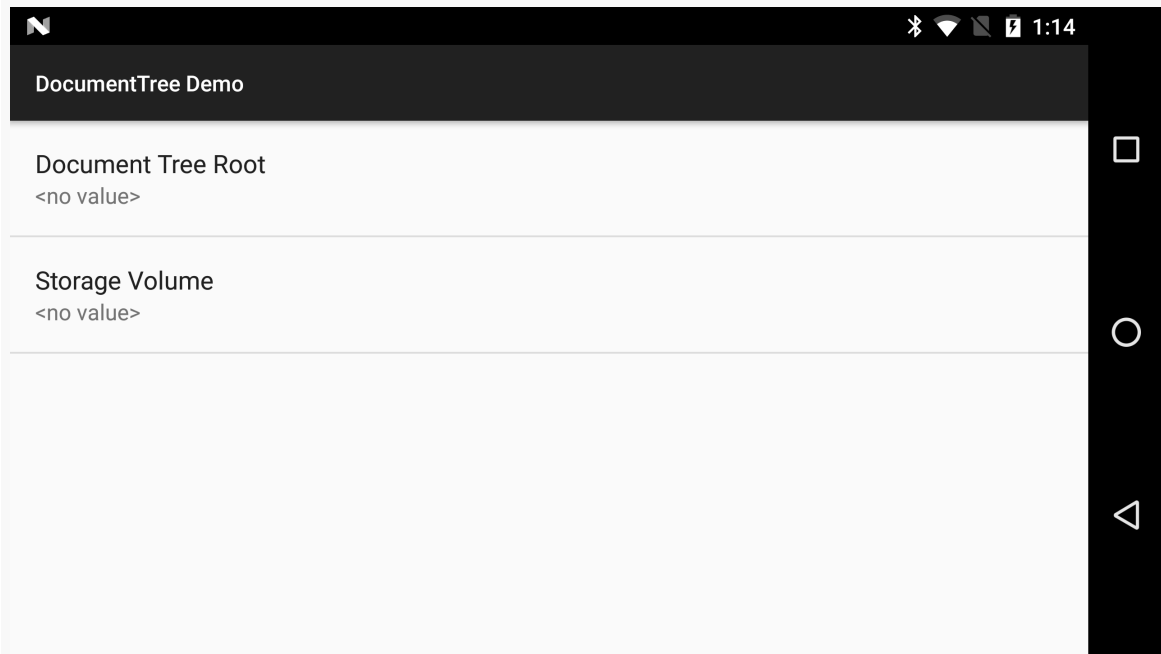 1:14
DocumentTree Demo
Document Tree Root
<no value>
Storage Volume
<no value>